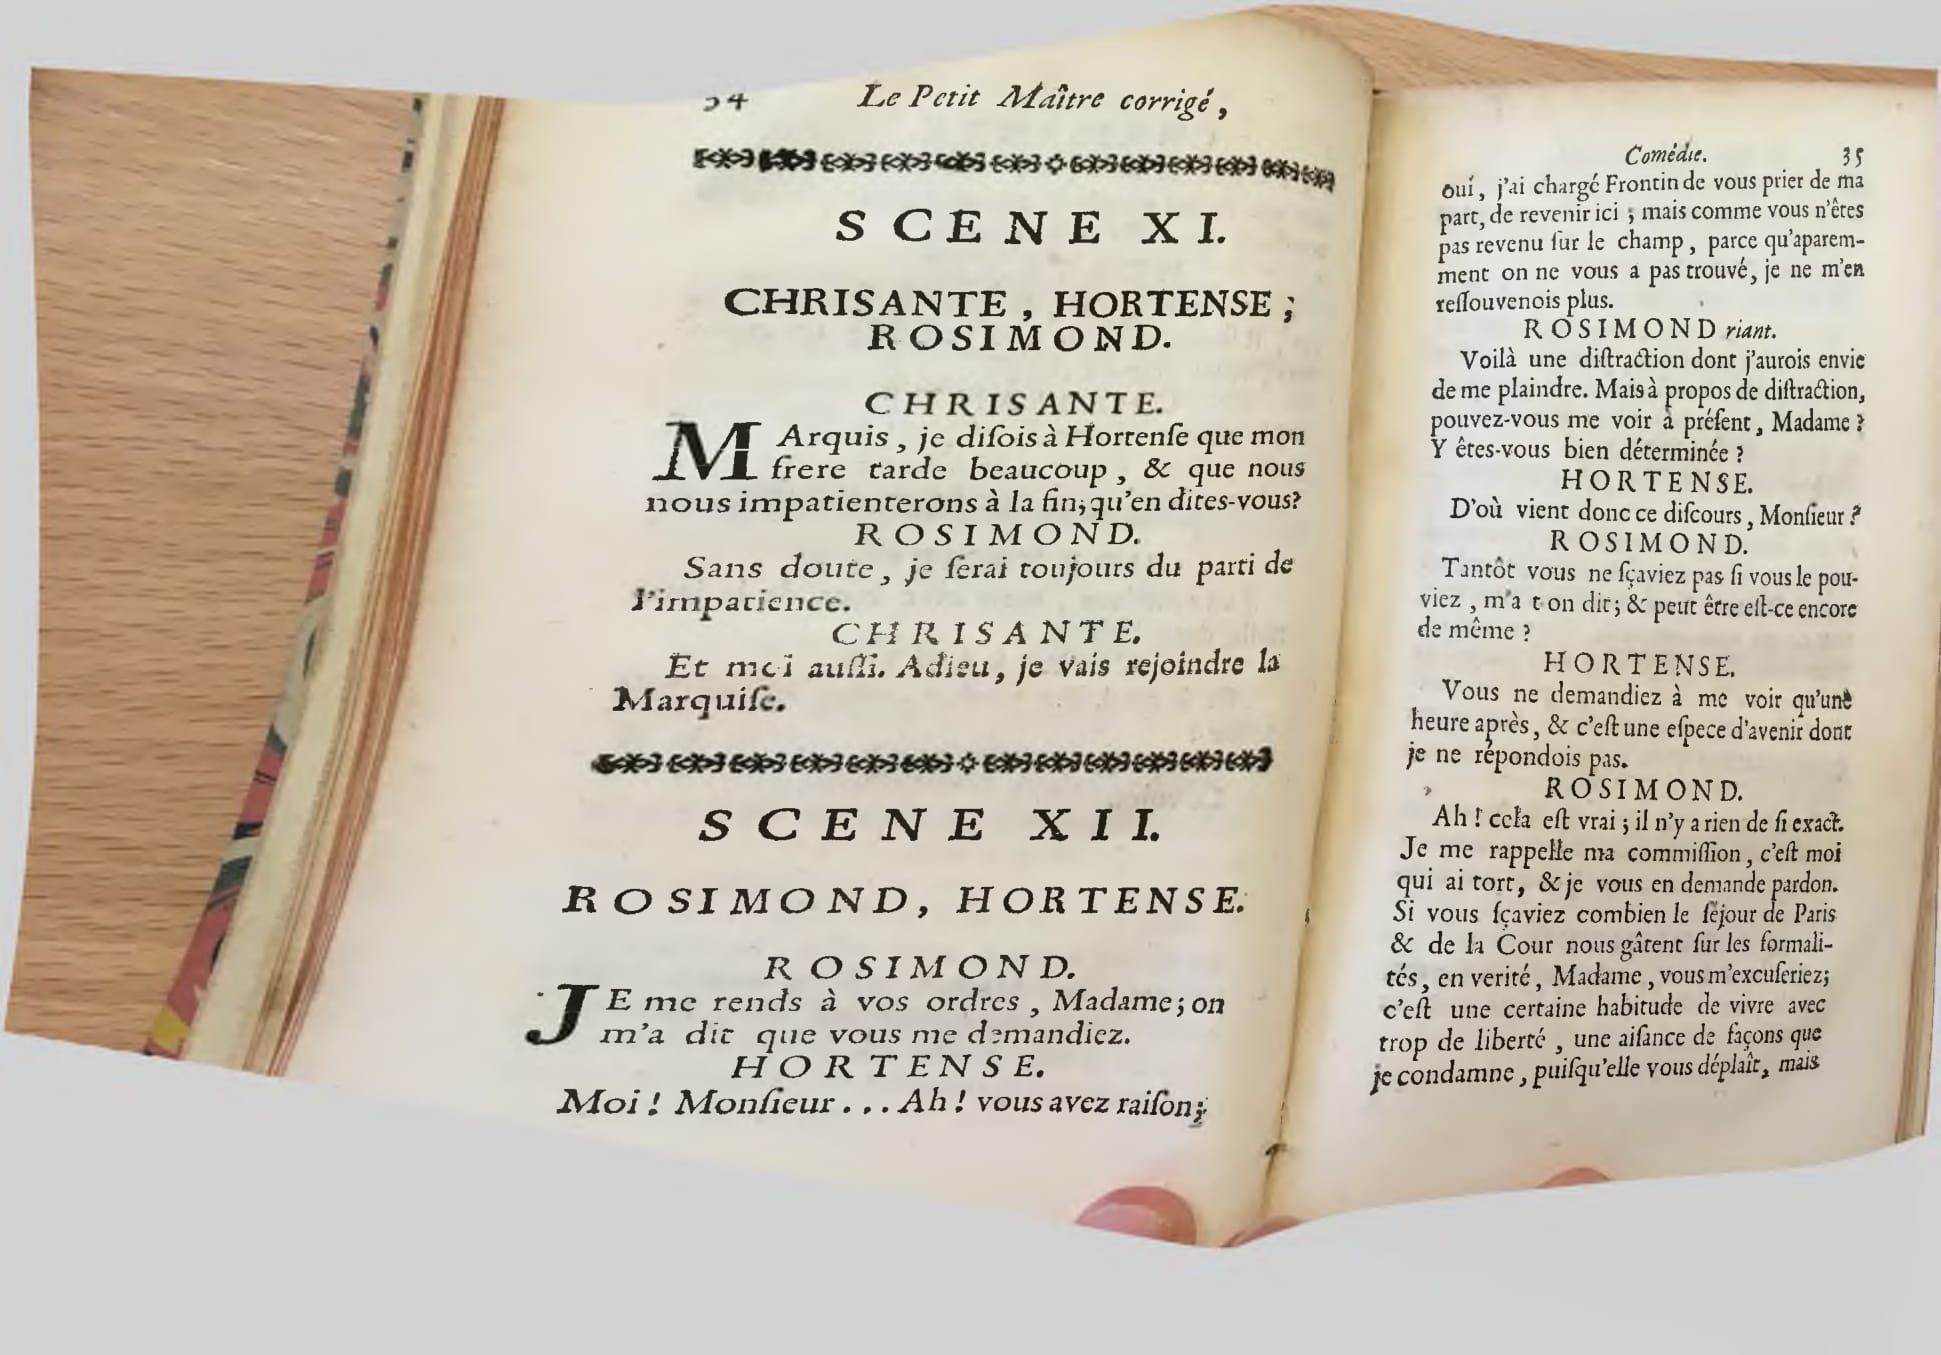 34 Le Petit Maître corrigé,
SCENE XI.
CHRISANTE, HORTENSE;
ROSIMOND.
CHRISANTE.
MArquis, je diſois à Hortenſe que mon
frere tarde beaucoup, & que nous
nous impatienterons à la fin; qu'en dites-vous?
ROSIMOND.
Sans doute, je ſerai toujours du parti de
l'impatience.
CHRISANTE.
Et moi auſſi. Adieu, je vais rejoindre la
Marquiſe.
SCENE XII.
ROSIMOND, HORTENSE.
ROSIMOND.
JE me rends à vos ordres, Madame; on
m'a dit que vous me demandiez.
HORTENSE.
Moi! Monſieur... Ah! vous avez raiſon;
Comédie. 35
oui, j'ai chargé Frontin de vous prier de ma
part, de revenir ici; mais comme vous n'êtes
pas revenu ſur le champ, parce qu'aparem-
ment on ne vous a pas trouvé, je ne m'en
reſſouvenois plus.
ROSIMOND riant.
Voilà une diſtraction dont j'aurois envie
de me plaindre. Mais à propos de diſtraction,
pouvez-vous me voir à préſent, Madame?
Y êtes-vous bien déterminée?
HORTENSE.
D'où vient donc ce diſcours, Monſieur?
ROSIMOND.
Tantôt vous ne ſçaviez pas ſi vous le pou-
viez, m'a t on dit; & peut être eſt-ce encore
de même?
HORTENSE.
Vous ne demandiez à me voir qu'une
heure après, & c'eſt une eſpece d'avenir dont
je ne répondois pas.
ROSIMOND.
Ah! cela eſt vrai; il n'y a rien de ſi exact.
Je me rappelle ma commiſſion, c'eſt moi
qui ai tort, & je vous en demande pardon.
Si vous ſçaviez combien le ſéjour de Paris
& de la Cour nous gâtent ſur les formali-
tés, en verité, Madame, vous m'excuſeriez;
c'eſt une certaine habitude de vivre avec
trop de liberté, une aiſance de façons que
je condamne, puiſqu'elle vous déplaît, mais